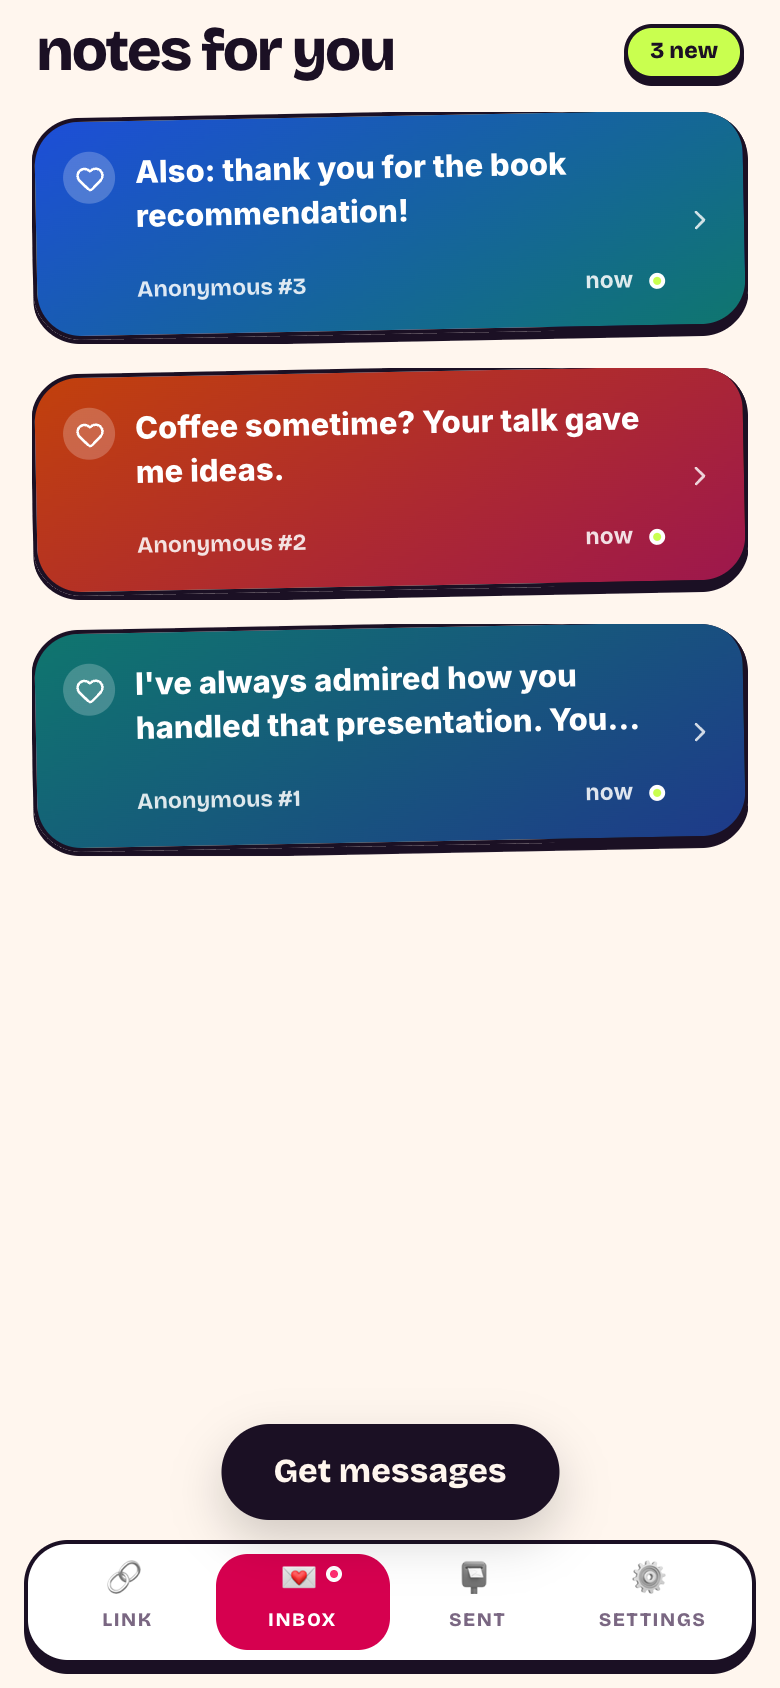 notes for you
3 new
Also: thank you for the book
recommendation!
Anonymous #3
now
Coffee sometime? Your talk gave
me ideas.
Anonymous #2
now
I've always admired how you
handled that presentation. You...
Anonymous #1
now
Get messages
LINK
INBOX
SENT
SETTINGS